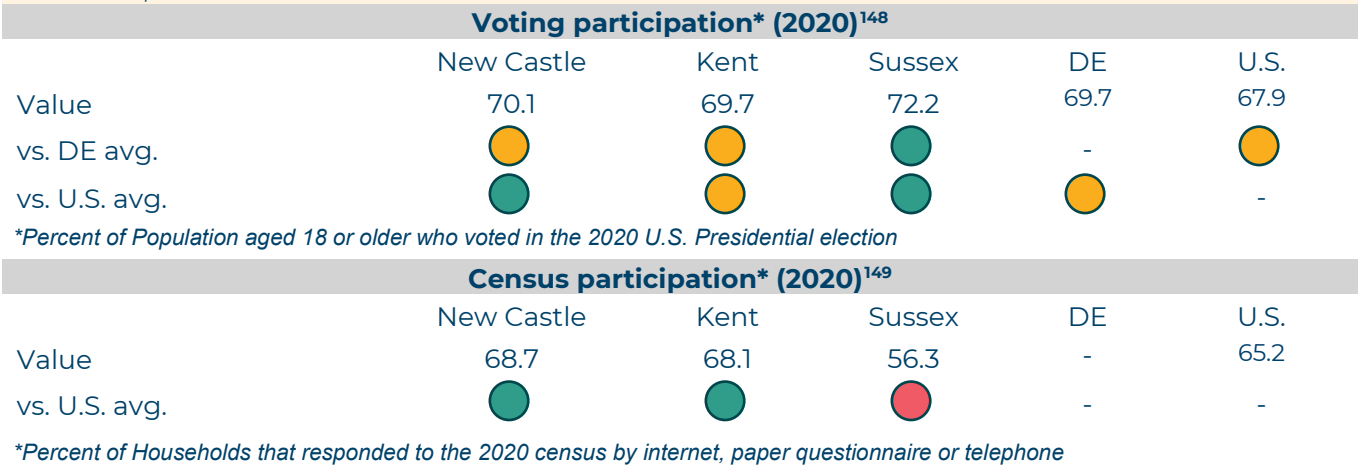 Voting participation* (2020)¹⁴⁸
New Castle Kent Sussex DE U.S.
Value 70.1 69.7 72.2 69.7 67.9
vs. DE avg. -
vs. U.S. avg. -
*Percent of Population aged 18 or older who voted in the 2020 U.S. Presidential election
Census participation* (2020)¹⁴⁹
New Castle Kent Sussex DE U.S.
Value 68.7 68.1 56.3 - 65.2
vs. U.S. avg. - -
*Percent of Households that responded to the 2020 census by internet, paper questionnaire or telephone